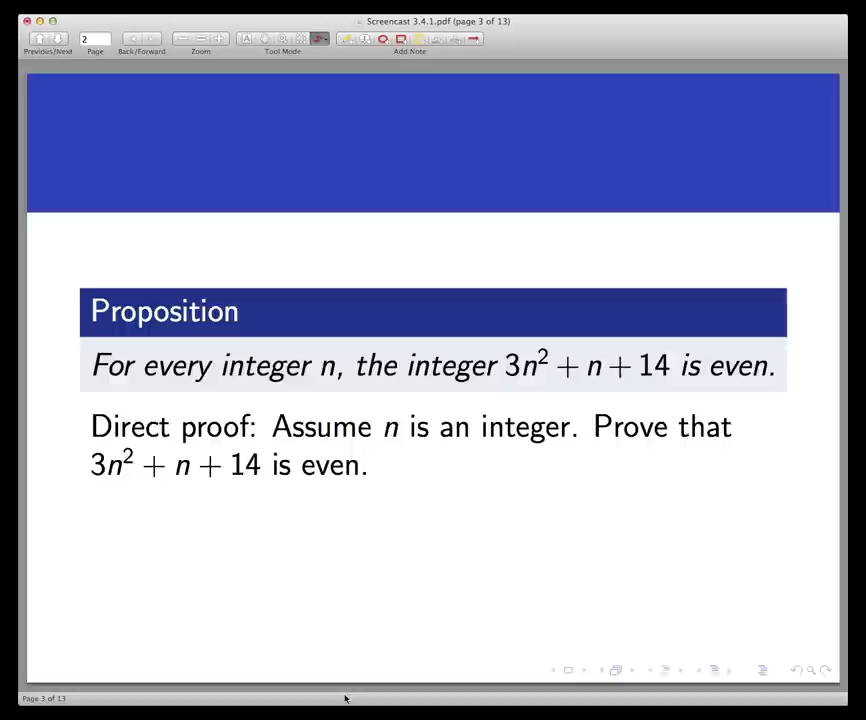 Screencast 3.4.1.pdf (page 3 of 13)
2
Previous/Next Page Back/Forward Zoom Tool Mode Add Note
Proposition
For every integer n, the integer 3n² + n + 14 is even.
Direct proof: Assume n is an integer. Prove that
3n² + n + 14 is even.
Page 3 of 13